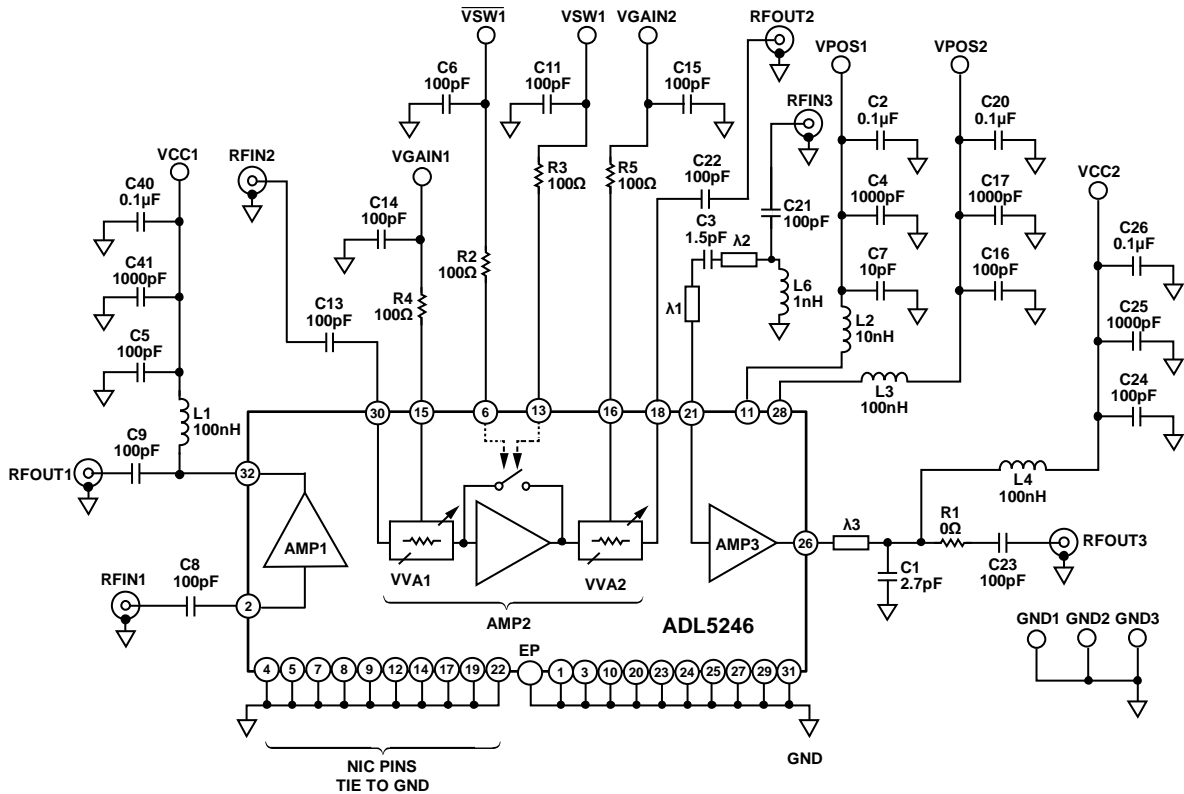 VSW1
VSW1
VGAIN2
RFOUT2
VPOS1
VPOS2
C6
100pF
C11
100pF
C15
100pF
RFIN3
C2
0.1µF
C20
0.1µF
VCC1
RFIN2
VGAIN1
R3
100Ω
R5
100Ω
C22
100pF
VCC2
C40
0.1µF
C14
100pF
C21
100pF
C4
1000pF
C17
1000pF
C3
1.5pF
λ2
C26
0.1µF
C41
1000pF
R2
100Ω
C7
10pF
C16
100pF
L6
1nH
C13
100pF
R4
100Ω
λ1
L2
10nH
C25
1000pF
C5
100pF
L3
100nH
C24
100pF
L1
100nH
30
15
6
13
16
18
21
11
28
C9
100pF
RFOUT1
32
L4
100nH
AMP1
AMP3
26
λ3
R1
0Ω
RFOUT3
C23
100pF
C1
2.7pF
VVA1
VVA2
RFIN1
C8
100pF
2
AMP2
ADL5246
GND1
GND2
GND3
EP
4
5
7
8
9
12
14
17
19
22
1
3
10
20
23
24
25
27
29
31
GND
NIC PINS
TIE TO GND